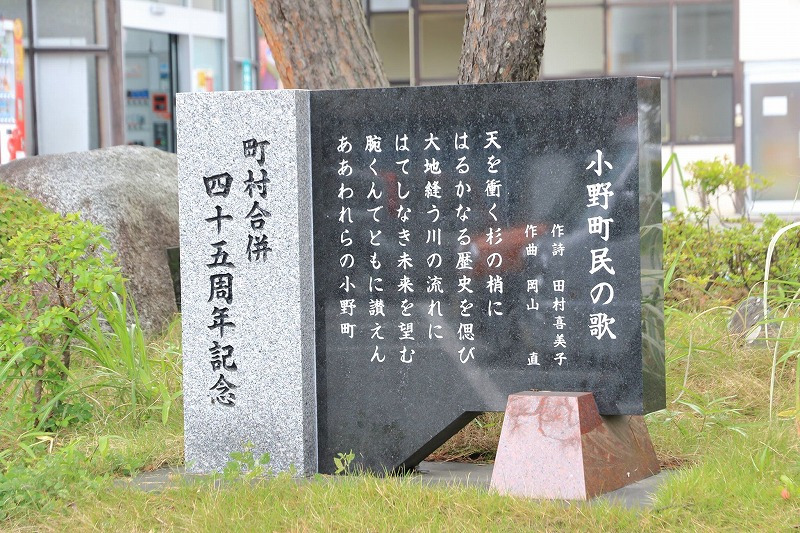 小野町民の歌
作詩 田村喜美子
作曲 岡山 直
天を衝く杉の梢に
はるかなる歴史を偲び
大地縫う川の流れに
はてしなき未来を望む
腕くんでともに讃えん
ああわれらの小野町
町村合併
四十五周年記念